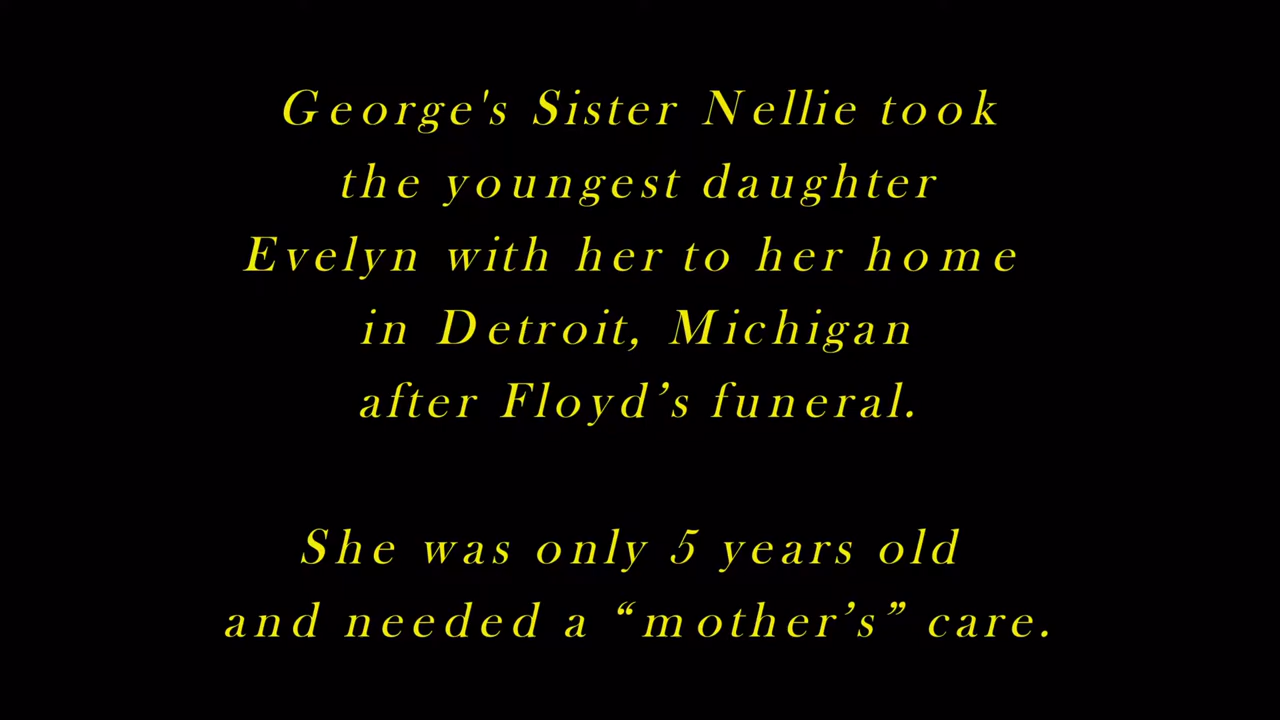 George's Sister Nellie took
the youngest daughter
Evelyn with her to her home
in Detroit, Michigan
after Floyd’s funeral.
She was only 5 years old
and needed a “mother’s” care.